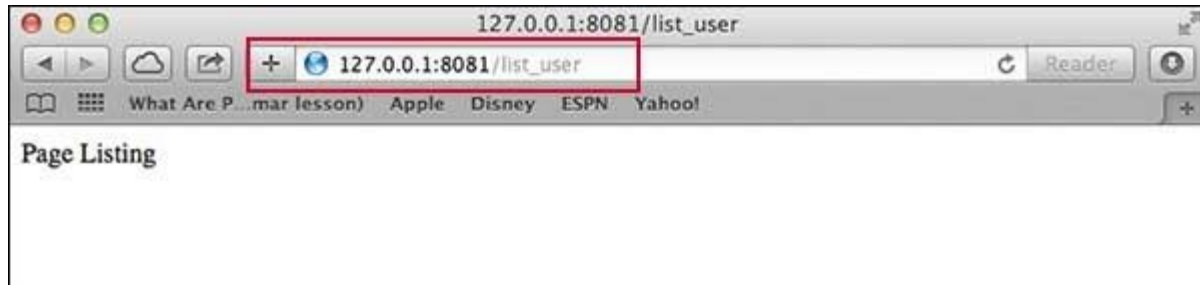 127.0.0.1:8081/list_user
127.0.0.1:8081/list_user Reader
What Are P...mar lesson) Apple Disney ESPN Yahoo!
Page Listing